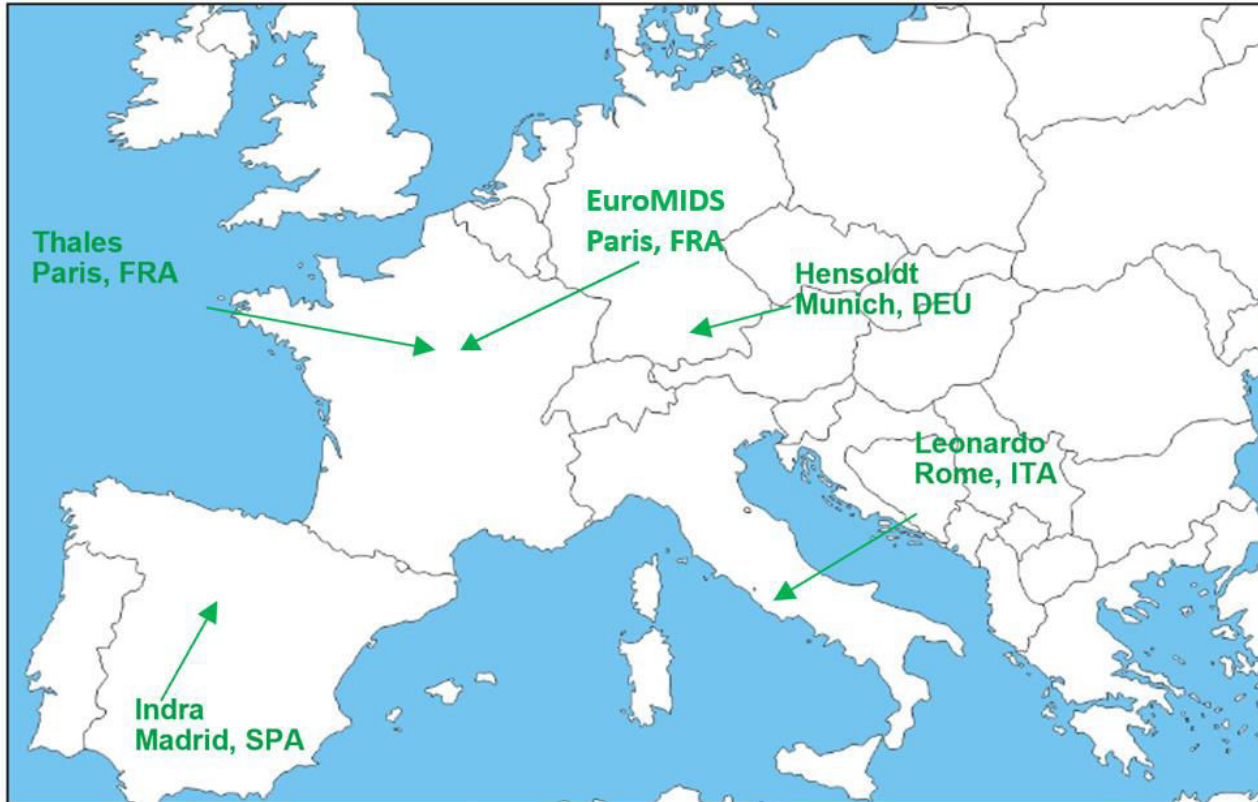 EuroMIDS
Paris, FRA
Thales
Paris, FRA
Hensoldt
Munich, DEU
Leonardo
Rome, ITA
Indra
Madrid, SPA